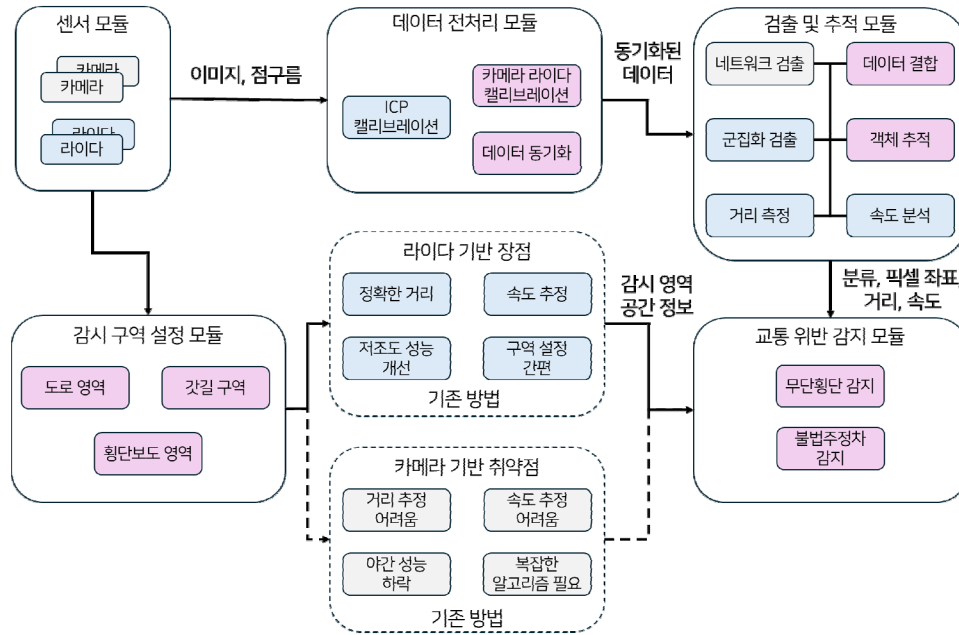 센서 모듈
카메라
카메라
라이다
라이다
이미지, 점구름
데이터 전처리 모듈
ICP
캘리브레이션
카메라 라이다
캘리브레이션
데이터 동기화
동기화된
데이터
검출 및 추적 모듈
네트워크 검출
데이터 결합
군집화 검출
객체 추적
거리 측정
속도 분석
감시 구역 설정 모듈
도로 영역
갓길 구역
횡단보도 영역
라이다 기반 장점
정확한 거리
속도 추정
저조도 성능
개선
구역 설정
간편
기존 방법
카메라 기반 취약점
거리 추정
어려움
속도 추정
어려움
야간 성능
하락
복잡한
알고리즘 필요
기존 방법
감시 영역
공간 정보
분류, 픽셀 좌표,
거리, 속도
교통 위반 감지 모듈
무단횡단 감지
불법주정차
감지